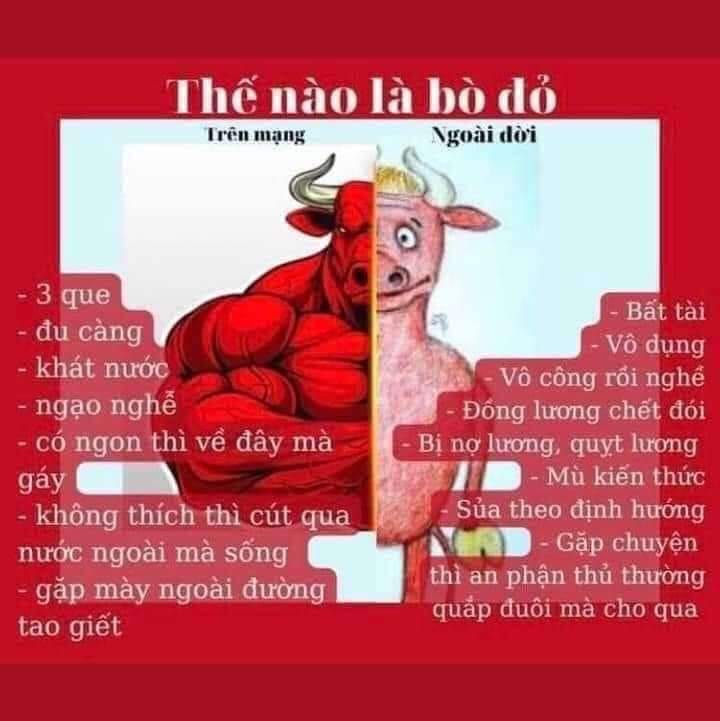 Thế nào là bò đỏ
Trên mạng
Ngoài đời
- 3 que
- đu càng
- khát nước
- ngạo nghễ
- có ngon thì về đây mà
gáy
- không thích thì cút qua
nước ngoài mà sống
- gặp mày ngoài đường
tao giết
- Bất tài
- Vô dụng
- Vô công rồi nghề
- Đồng lương chết đói
- Bị nợ lương, quỵt lương
- Mù kiến thức
- Sủa theo định hướng
- Gặp chuyện
thì an phận thủ thường
quắp đuôi mà cho qua